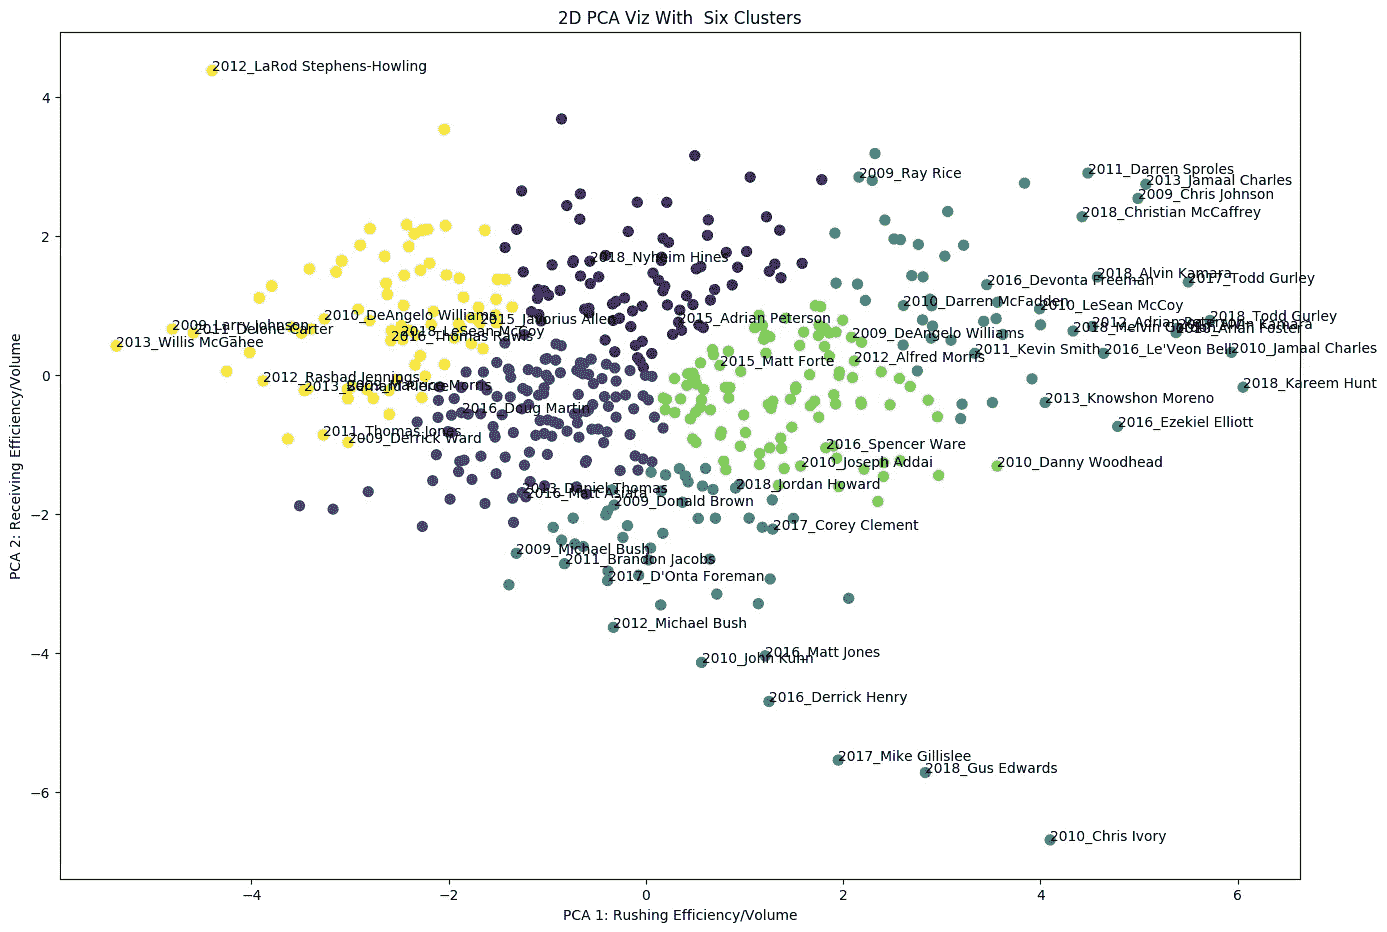 2D PCA Viz With  Six Clusters
PCA 2: Receiving Efficiency/Volume
4
2
0
−2
−4
−6
2012_LaRod Stephens-Howling
2011_Darren Sproles
2009_Ray Rice
2013_Jamaal Charles
2009_Chris Johnson
2018_Christian McCaffrey
2018_Nyheim Hines
2018_Alvin Kamara
2016_Devonta Freeman
2017_Todd Gurley
2010_Darren McFadden
2010_LeSean McCoy
2010_DeAngelo Williams
2015_Javorius Allen
2015_Adrian Peterson
2018_Todd Gurley
2009_Larry Johnson
2011_Delone Carter
2018_LeSean McCoy
2016_Thomas Rawls
2009_DeAngelo Williams
2013_Willis McGahee
2011_Kevin Smith
2016_Le'Veon Bell
2010_Jamaal Charles
2015_Matt Forte
2012_Alfred Morris
2012_Rashad Jennings
2013_Bernard Pierce
2018_Kareem Hunt
2013_Knowshon Moreno
2016_Doug Martin
2016_Ezekiel Elliott
2011_Thomas Jones
2009_Derrick Ward
2016_Spencer Ware
2010_Joseph Addai
2010_Danny Woodhead
2013_Daniel Thomas
2016_Matt Asiata
2018_Jordan Howard
2009_Donald Brown
2017_Corey Clement
2009_Michael Bush
2011_Brandon Jacobs
2017_D'Onta Foreman
2012_Michael Bush
2016_Matt Jones
2010_John Kuhn
2016_Derrick Henry
2017_Mike Gillislee
2018_Gus Edwards
2010_Chris Ivory
−4
−2
0
2
4
6
PCA 1: Rushing Efficiency/Volume